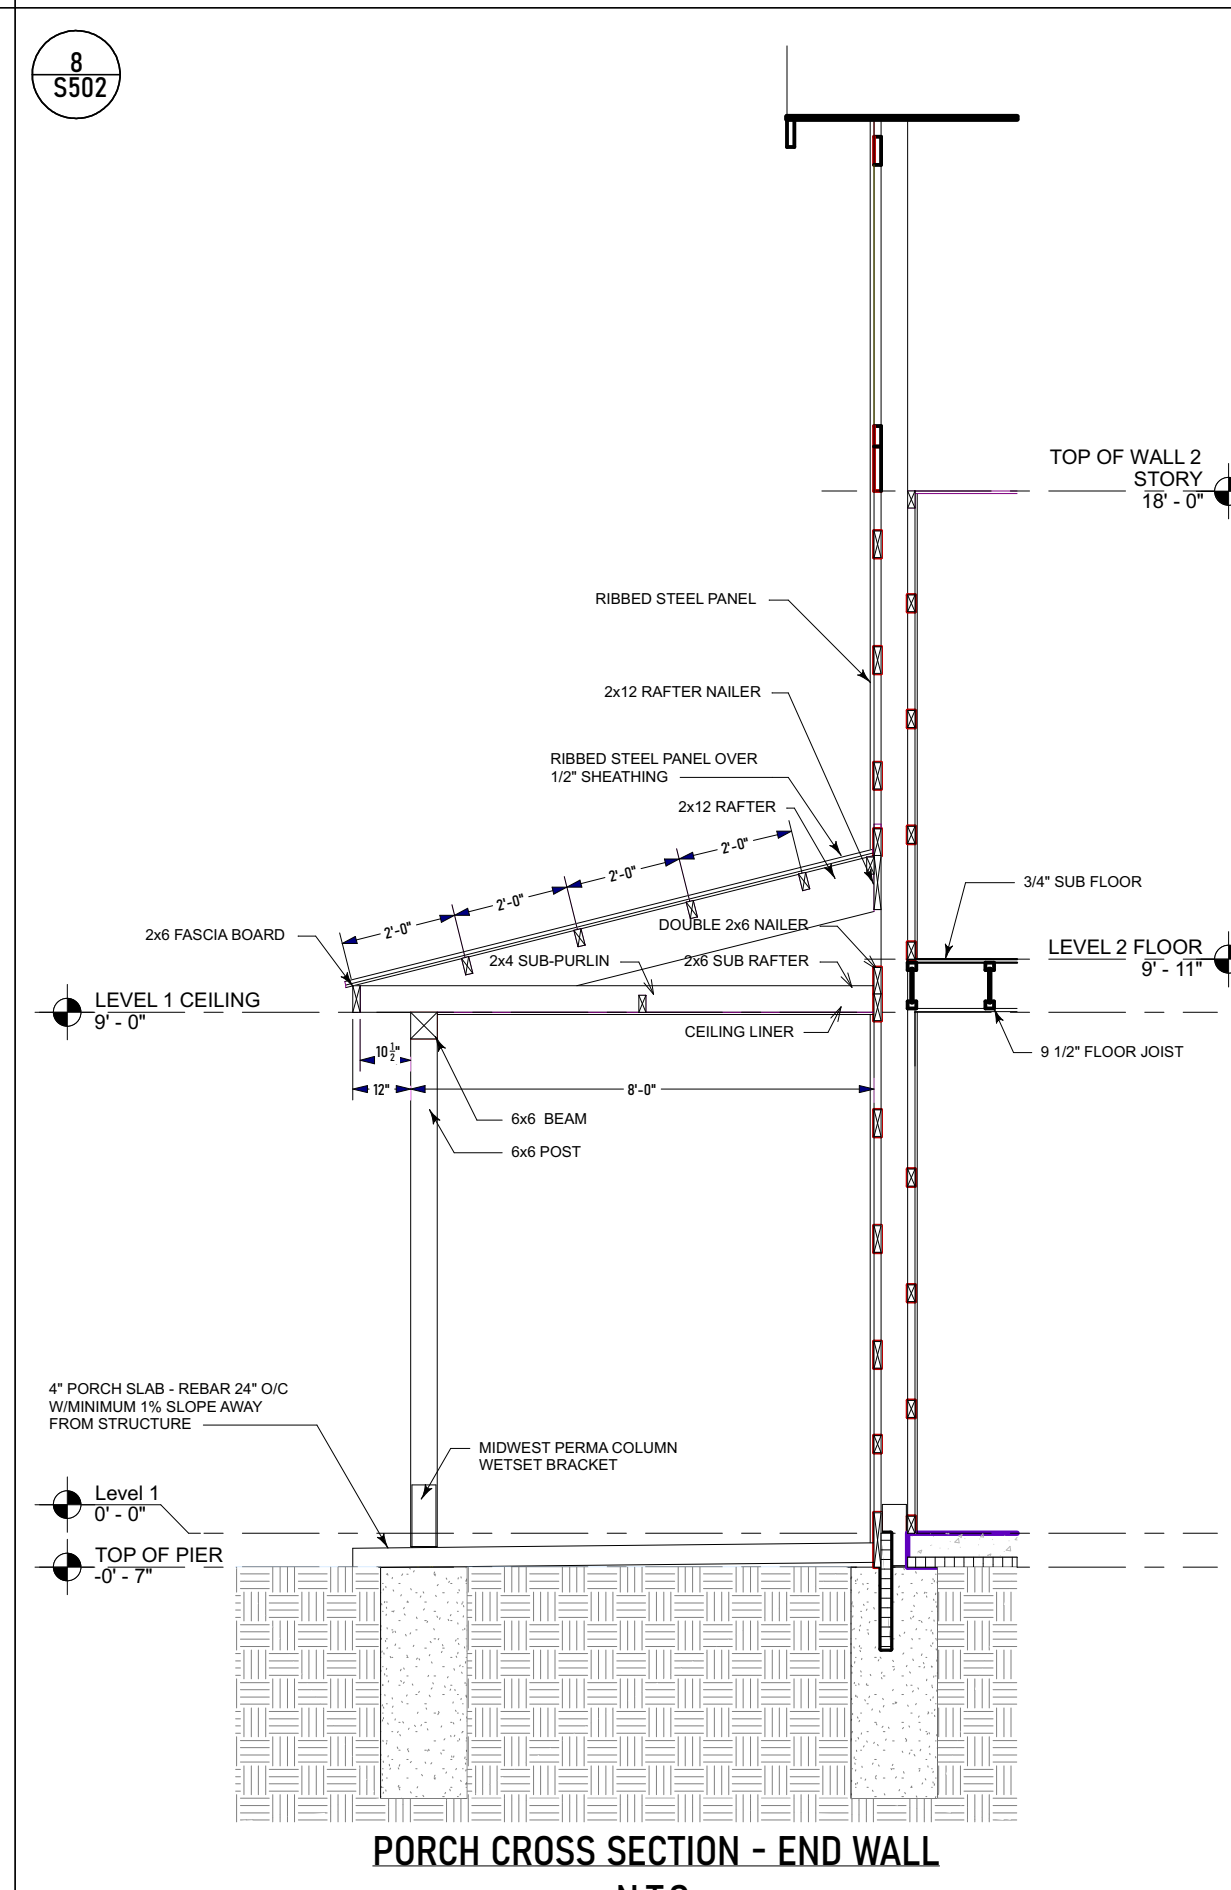 8
S502
TOP OF WALL 2
STORY
18' - 0"
RIBBED STEEL PANEL
2x12 RAFTER NAILER
RIBBED STEEL PANEL OVER
1/2" SHEATHING
2x12 RAFTER
2'-0"
2'-0"
2'-0"
2'-0"
3/4" SUB FLOOR
2x6 FASCIA BOARD
DOUBLE 2x6 NAILER
LEVEL 2 FLOOR
9' - 11"
2x4 SUB-PURLIN
2x6 SUB RAFTER
LEVEL 1 CEILING
9' - 0"
CEILING LINER
9 1/2" FLOOR JOIST
10 1/2"
12"
8'-0"
6x6 BEAM
6x6 POST
4" PORCH SLAB - REBAR 24" O/C
W/MINIMUM 1% SLOPE AWAY
FROM STRUCTURE
MIDWEST PERMA COLUMN
WETSET BRACKET
Level 1
0' - 0"
TOP OF PIER
-0' - 7"
PORCH CROSS SECTION - END WALL